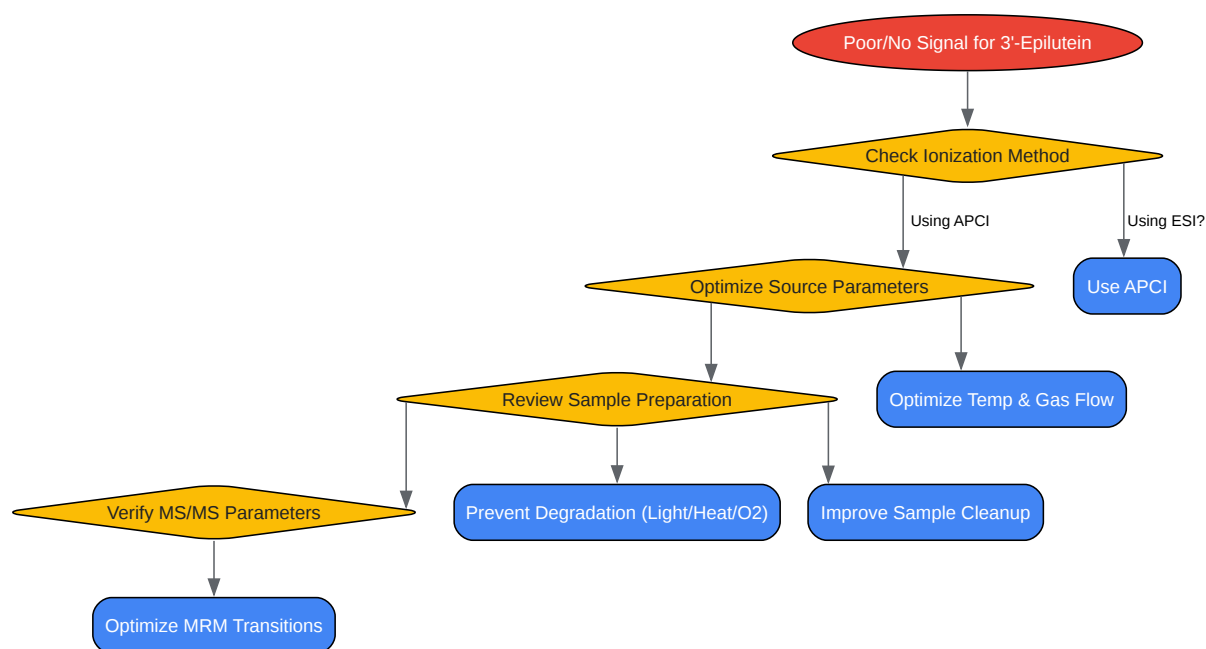 Poor/No Signal for 3'-Epilutein
Check Ionization Method
Using APCI
Using ESI?
Optimize Source Parameters
Use APCI
Review Sample Preparation
Optimize Temp & Gas Flow
Verify MS/MS Parameters
Prevent Degradation (Light/Heat/O2)
Improve Sample Cleanup
Optimize MRM Transitions